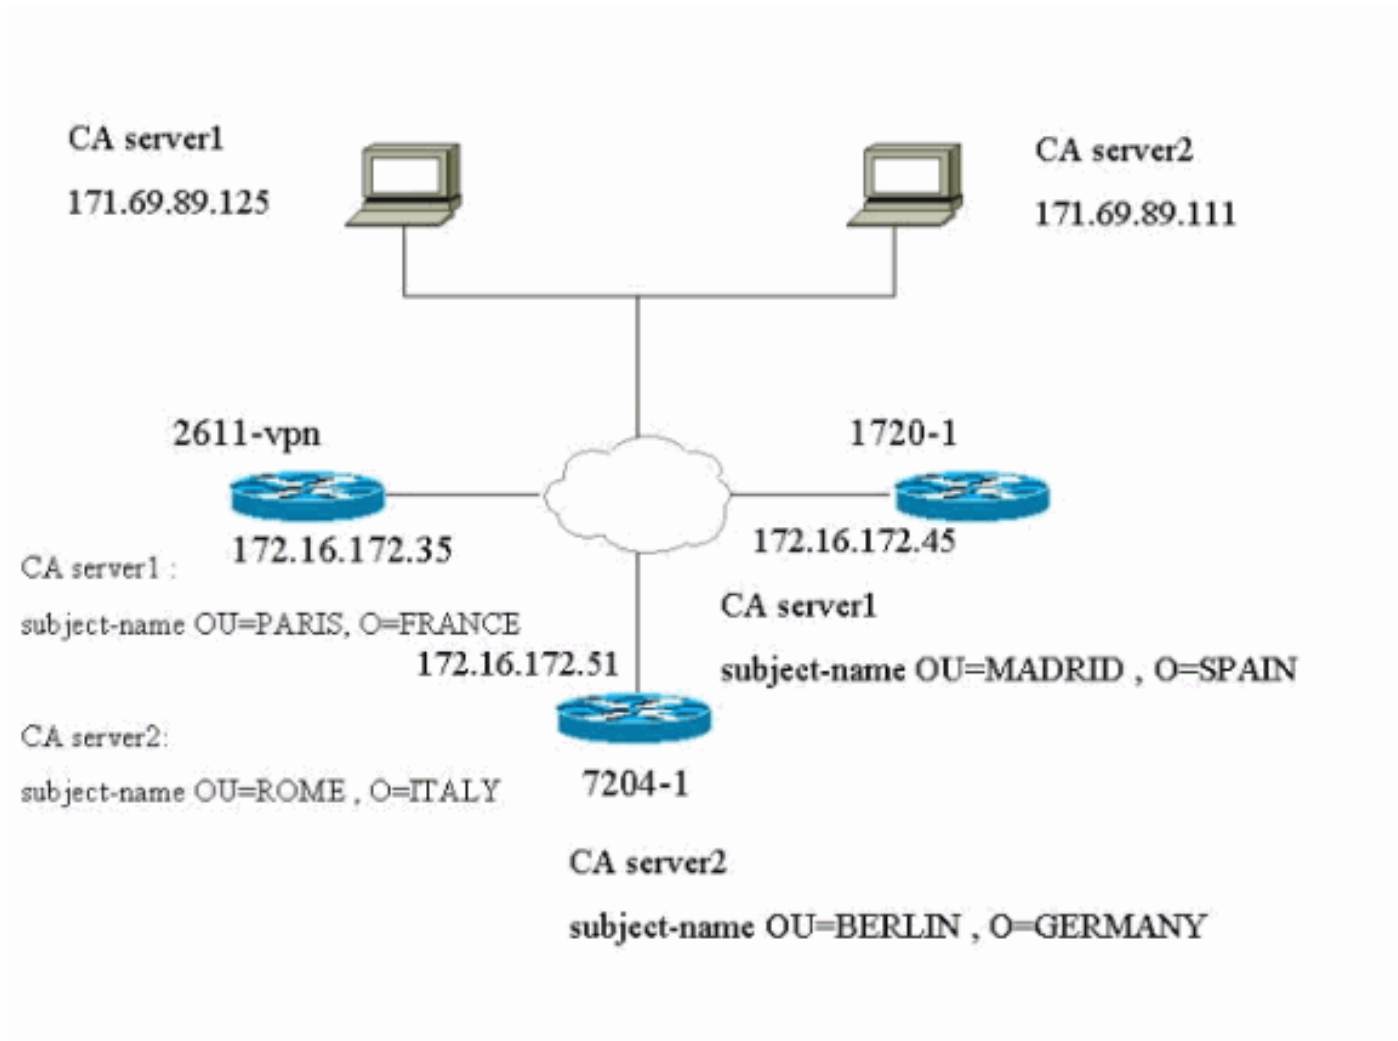 CA server1
171.69.89.125
CA server2
171.69.89.111
2611-vpn
1720-1
172.16.172.35
172.16.172.45
CA server1 :
subject-name OU=PARIS, O=FRANCE
CA server1
subject-name OU=MADRID , O=SPAIN
172.16.172.51
CA server2:
subject-name OU=ROME , O=ITALY
7204-1
CA server2
subject-name OU=BERLIN , O=GERMANY